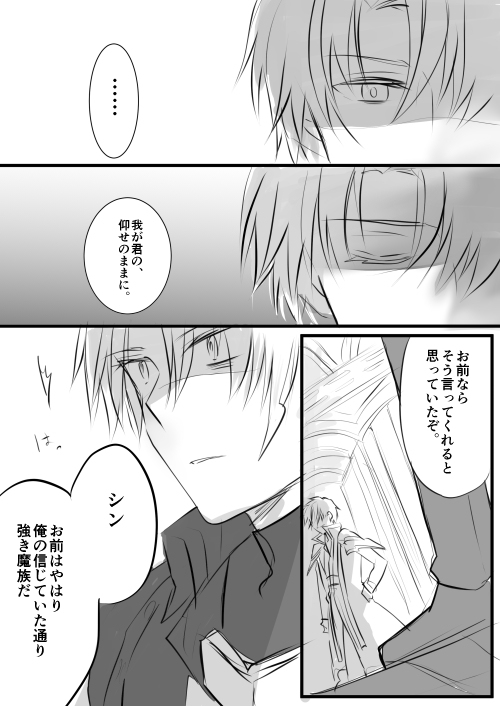 ……
我が君の、
仰せのままに。
お前なら
そう言ってくれると
思っていたぞ。
は。
シン
お前はやはり
俺の信じていた通り
強き魔族だ